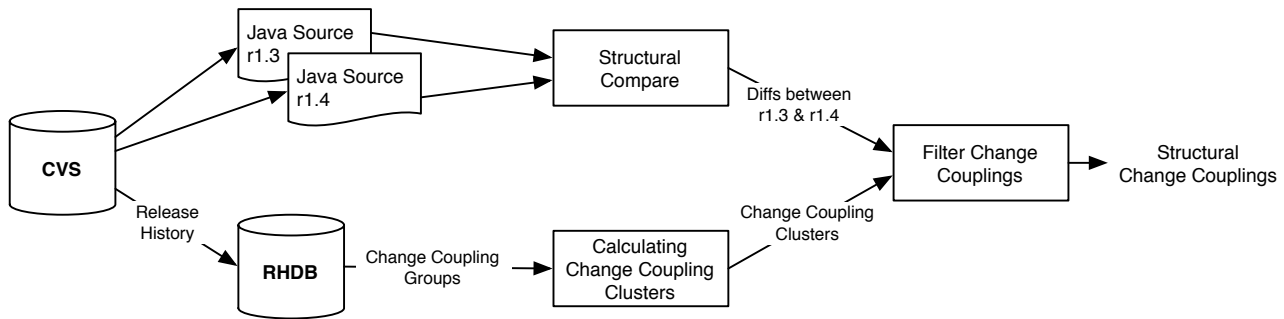 Java Source
r1.3
Java Source
r1.4
Structural
Compare
Diffs between
r1.3 & r1.4
CVS
Filter Change
Couplings
Structural
Change Couplings
Release
History
RHDB
Change Coupling
Groups
Calculating
Change Coupling
Clusters
Change Coupling
Clusters